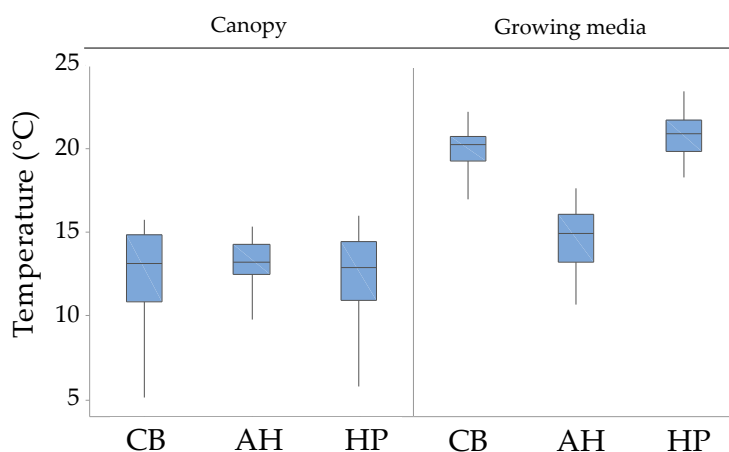 Canopy Growing media
25
20
15
10
5
Temperature (°C)
CB AH HP CB AH HP